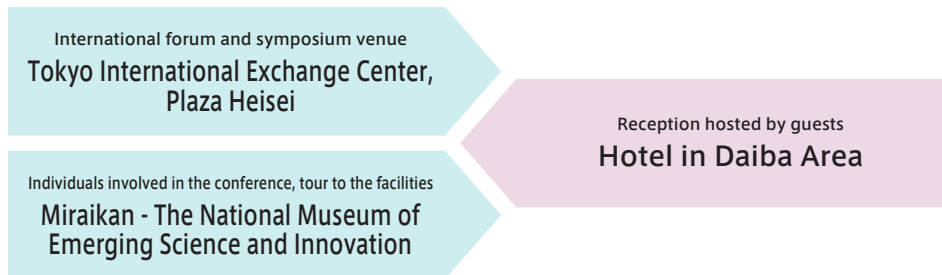 International forum and symposium venue
Tokyo International Exchange Center,
Plaza Heisei
Individuals involved in the conference, tour to the facilities
Miraikan - The National Museum of
Emerging Science and Innovation
Reception hosted by guests
Hotel in Daiba Area